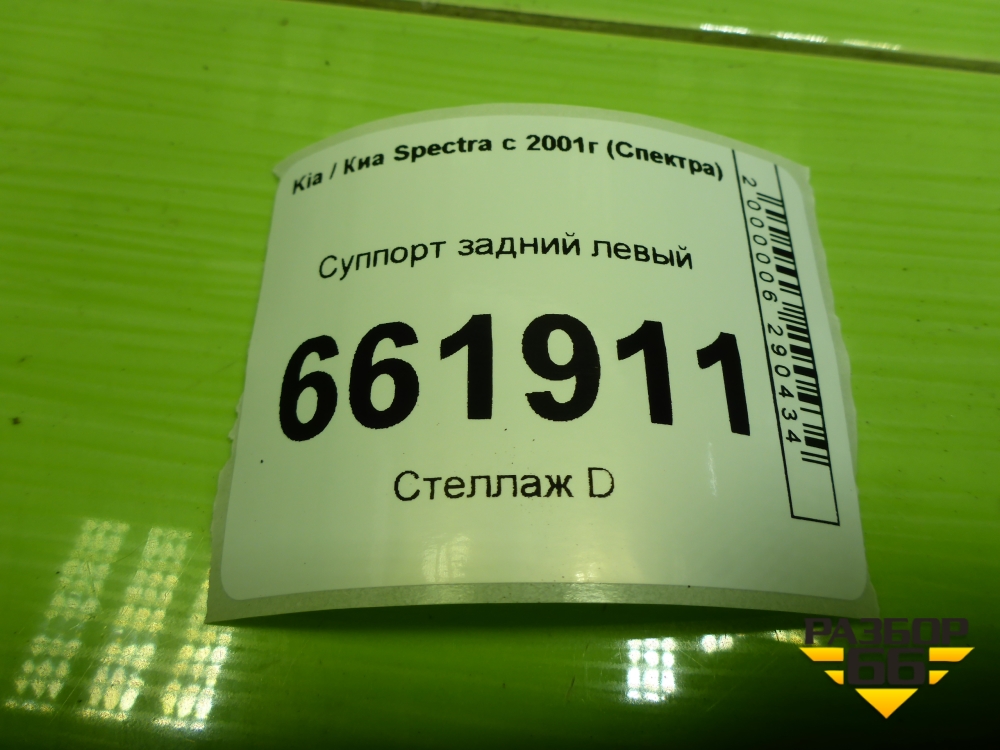 Kia / Киа Spectra с 2001г (Спектра)
Суппорт задний левый
661911
Стеллаж D
2000006290434
РАЗБОР
66